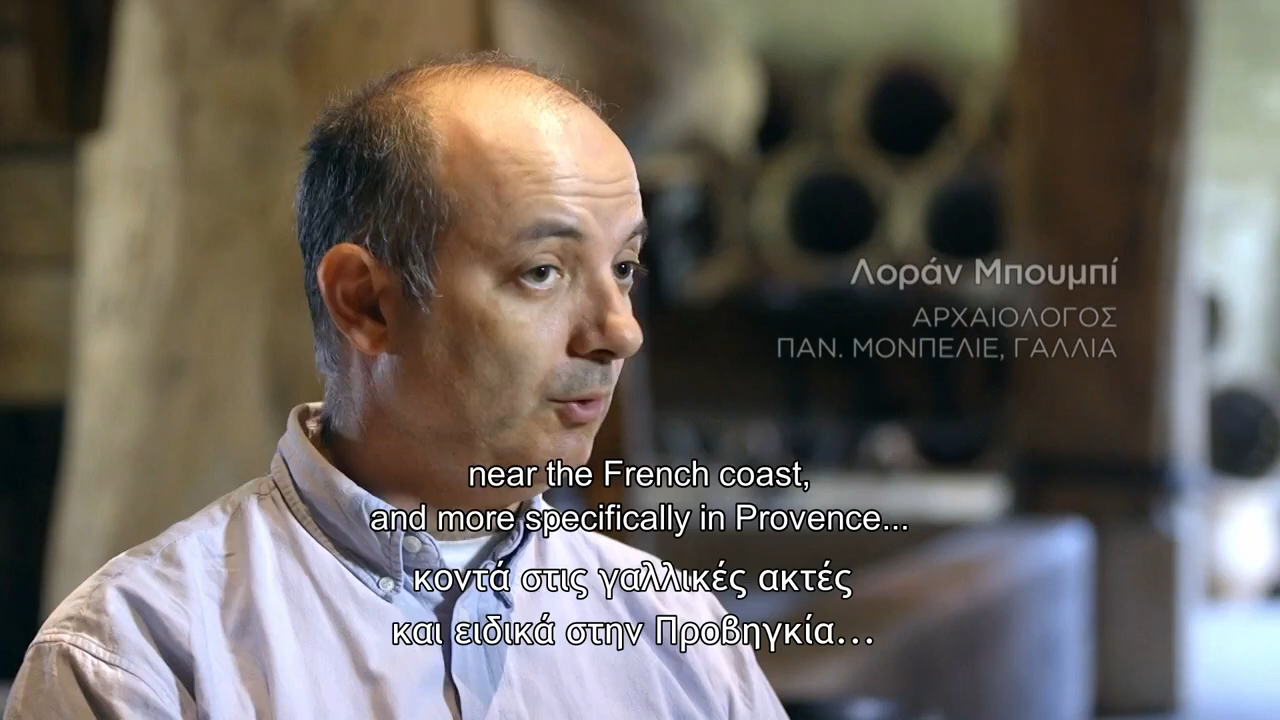 Λοράν Μπουμπί
ΑΡΧΑΙΟΛΟΓΟΣ
ΠΑΝ. ΜΟΝΠΕΛΙΕ, ΓΑΛΛΙΑ
near the French coast,
and more specifically in Provence...
κοντά στις γαλλικές ακτές
και ειδικά στην Προβηγκία...